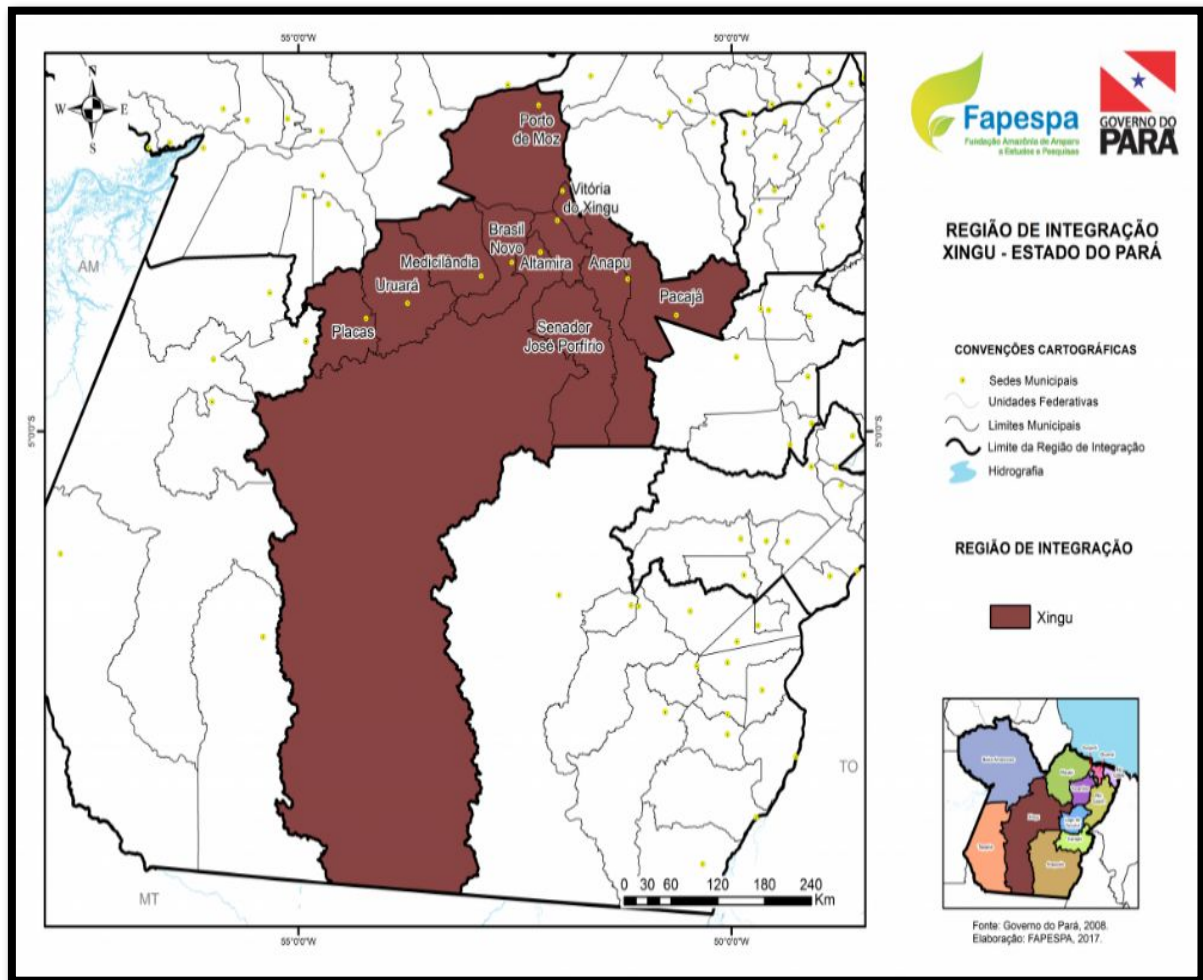 55°0'0"W
50°0'0"W
N
W
E
S
Porto
de Moz
Vitória
do Xingu
Brasil
Novo
Medicilândia
Altamira
Anapu
Uruará
Pacajá
Placas
Senador
José Porfírio
AM
5°0'0"S
5°0'0"S
TO
MT
0 30 60 120 180 240
Km
55°0'0"W
50°0'0"W
Fapespa
Fundação Amazônia de Amparo
a Estudos e Pesquisas
GOVERNO DO
PARÁ
REGIÃO DE INTEGRAÇÃO
XINGU - ESTADO DO PARÁ
CONVENÇÕES CARTOGRÁFICAS
Sedes Municipais
Unidades Federativas
Limites Municipais
Limite da Região de Integração
Hidrografia
REGIÃO DE INTEGRAÇÃO
Xingu
Xingu
Fonte: Governo do Pará, 2008.
Elaboração: FAPESPA, 2017.